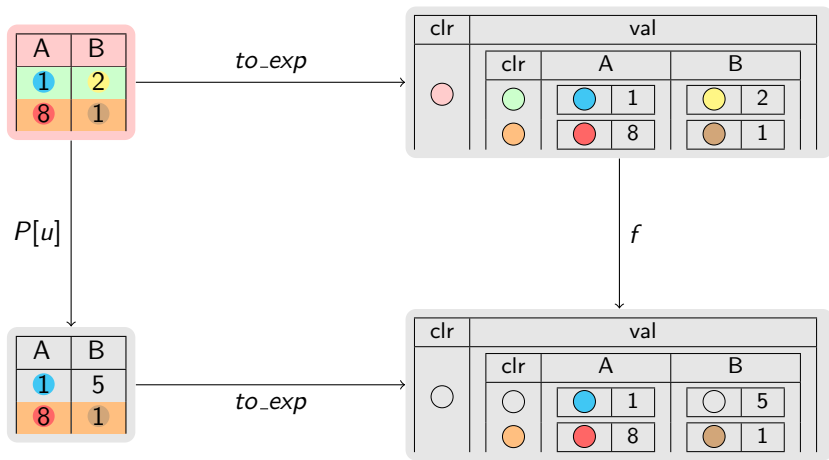 A B
1 2
8 1
to_exp
clr val
clr A B
1 2
8 1
P[u]
f
A B
1 5
8 1
to_exp
clr val
clr A B
1 5
8 1